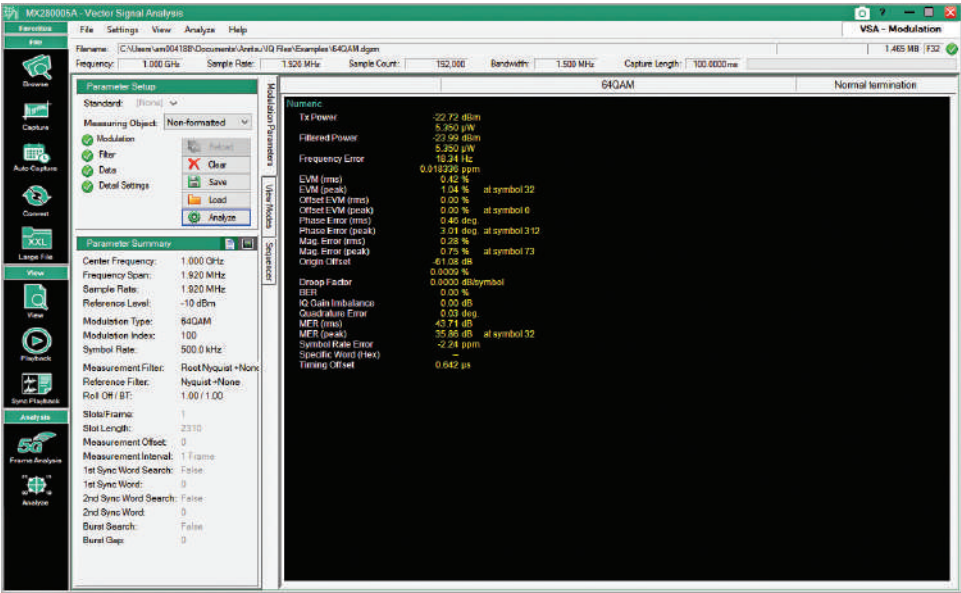 MX280005A - Vector Signal Analysis
?
Favorites
File Settings View Analyze Help
VSA - Modulation
File
Filename: C:\Users\am004188\Documents\Anritsu\IQ Files\Examples\64QAM.dgzm
1.465 MB F32
Frequency: 1.000 GHz Sample Rate: 1.920 MHz Sample Count: 192,000 Bandwidth: 1.500 MHz Capture Length: 100.0000ms
Browse
Capture
Auto Capture
Convert
XXL
Large File
View
View
Playback
Sync Playback
Analysis
5G
Frame Analysis
Analyze
Parameter Setup
Standard: (None)
Measuring Object: Non-formatted
Modulation
Filter
Data
Detail Settings
Reload
Clear
Save
Load
Analyze
Parameter Summary
Center Frequency: 1.000 GHz
Frequency Span: 1.920 MHz
Sample Rate: 1.920 MHz
Reference Level: -10 dBm
Modulation Type: 64QAM
Modulation Index: 100
Symbol Rate: 500.0 kHz
Measurement Filter: Root Nyquist +None
Reference Filter: Nyquist +None
Roll Off / BT: 1.00 / 1.00
Slots/Frame: 1
Slot Length: 2310
Measurement Offset: 0
Measurement Interval: 1 Frame
1st Sync Word Search: False
1st Sync Word: 0
2nd Sync Word Search: False
2nd Sync Word: 0
Burst Search: False
Burst Gap: 0
Modulation Parameters
View Modes
Sequencer
64QAM
Normal termination
Numeric
Tx Power -22.72 dBm
5.350 µW
Filtered Power -23.99 dBm
5.350 µW
Frequency Error 18.34 Hz
0.018336 ppm
EVM (rms) 0.42 %
EVM (peak) 1.04 % at symbol 32
Offset EVM (rms) 0.00 %
Offset EVM (peak) 0.00 % at symbol 0
Phase Error (rms) 0.46 deg.
Phase Error (peak) 3.01 deg. at symbol 312
Mag. Error (rms) 0.28 %
Mag. Error (peak) 0.75 % at symbol 73
Origin Offset -61.08 dB
0.0009 %
Droop Factor 0.0000 dB/symbol
BER 0.00 %
IQ Gain Imbalance 0.00 dB
Quadrature Error 0.03 deg.
MER (rms) 43.71 dB
MER (peak) 35.86 dB at symbol 32
Symbol Rate Error -2.24 ppm
Specific Word (Hex) --
Timing Offset 0.642 µs